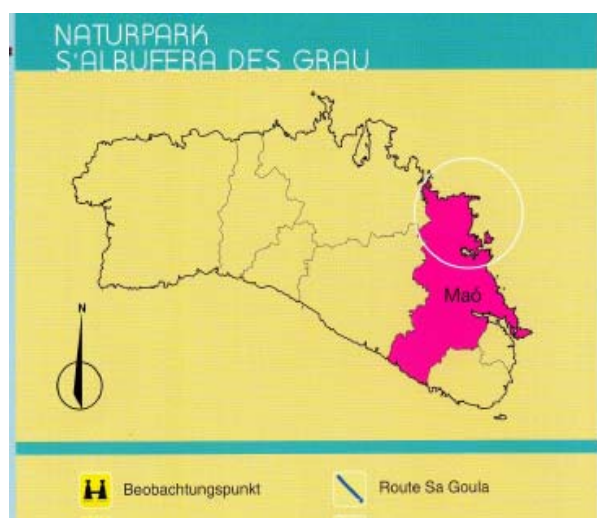 NATURPARK
S'ALBUFERA DES GRAU
Maó
N
Beobachtungspunkt
Route Sa Goula